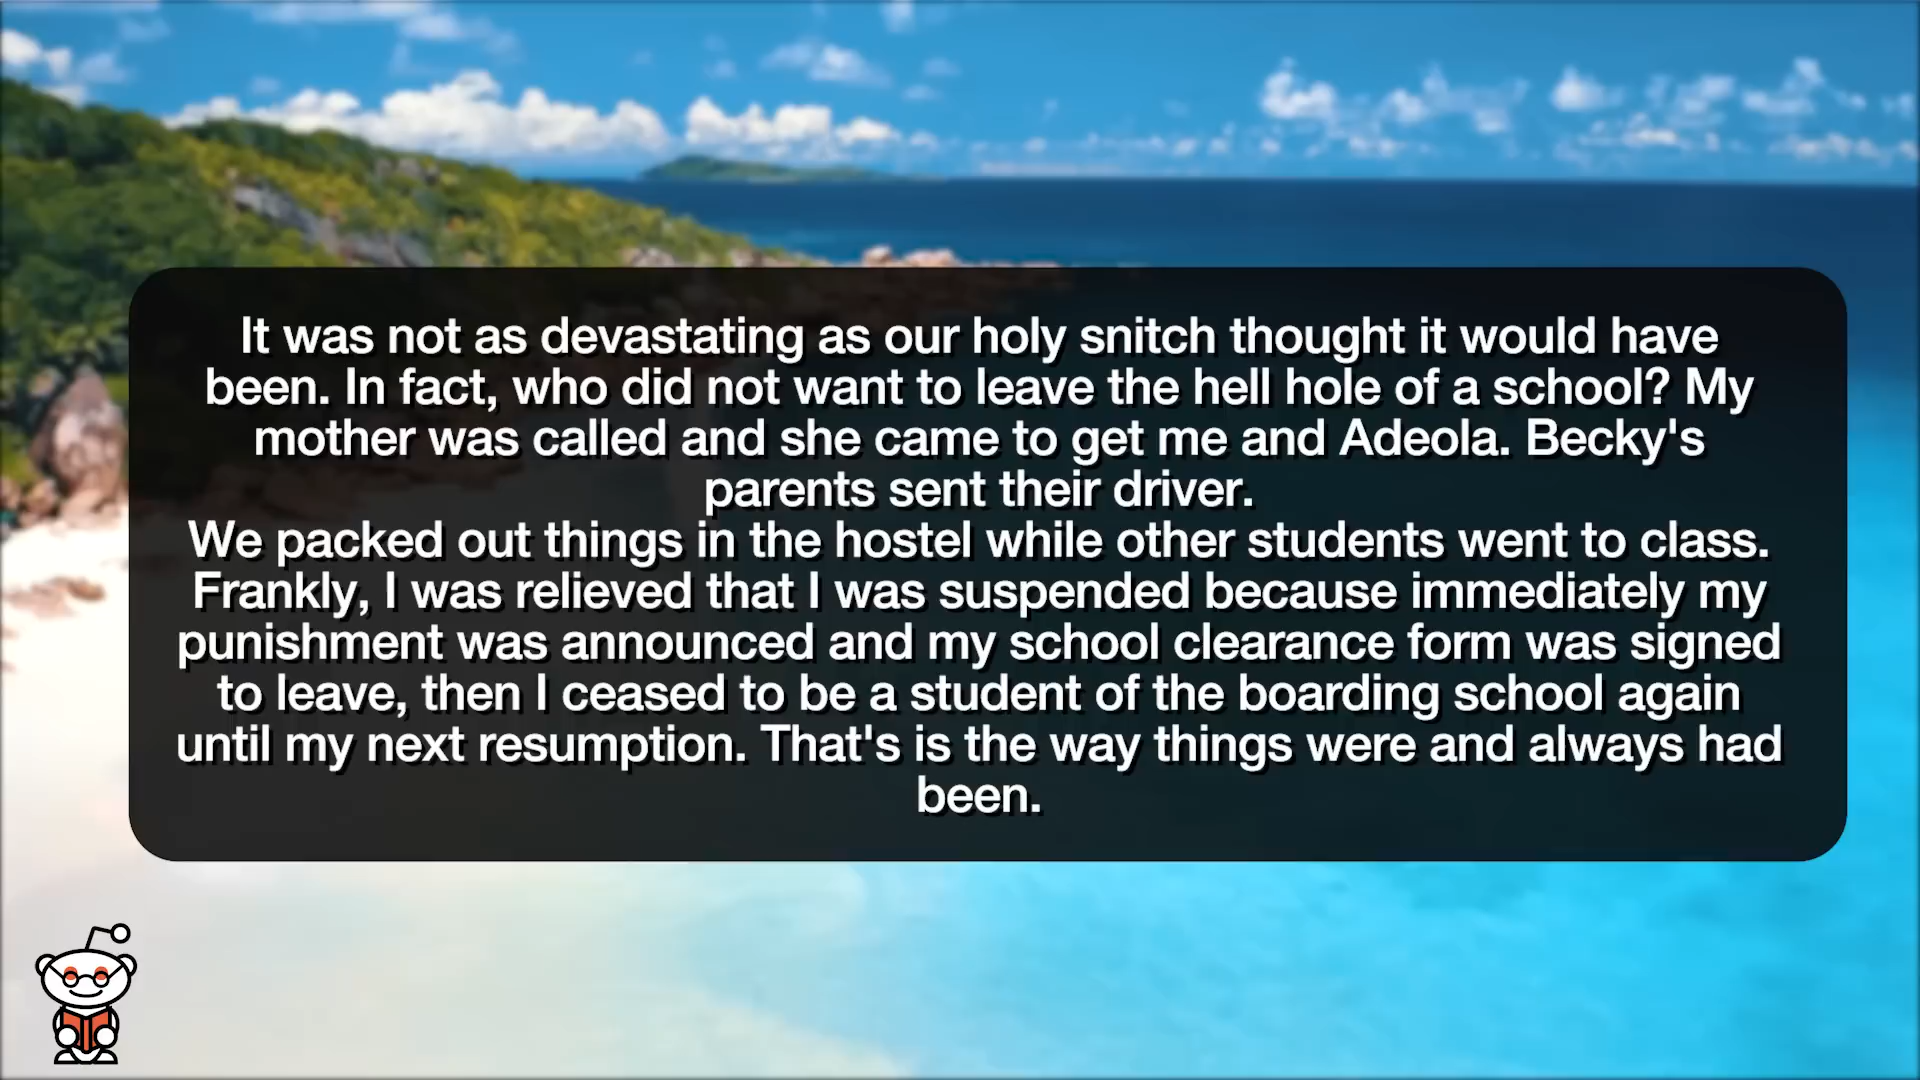 It was not as devastating as our holy snitch thought it would have
been. In fact, who did not want to leave the hell hole of a school? My
mother was called and she came to get me and Adeola. Becky's
parents sent their driver.
We packed out things in the hostel while other students went to class.
Frankly, I was relieved that I was suspended because immediately my
punishment was announced and my school clearance form was signed
to leave, then I ceased to be a student of the boarding school again
until my next resumption. That's is the way things were and always had
been.